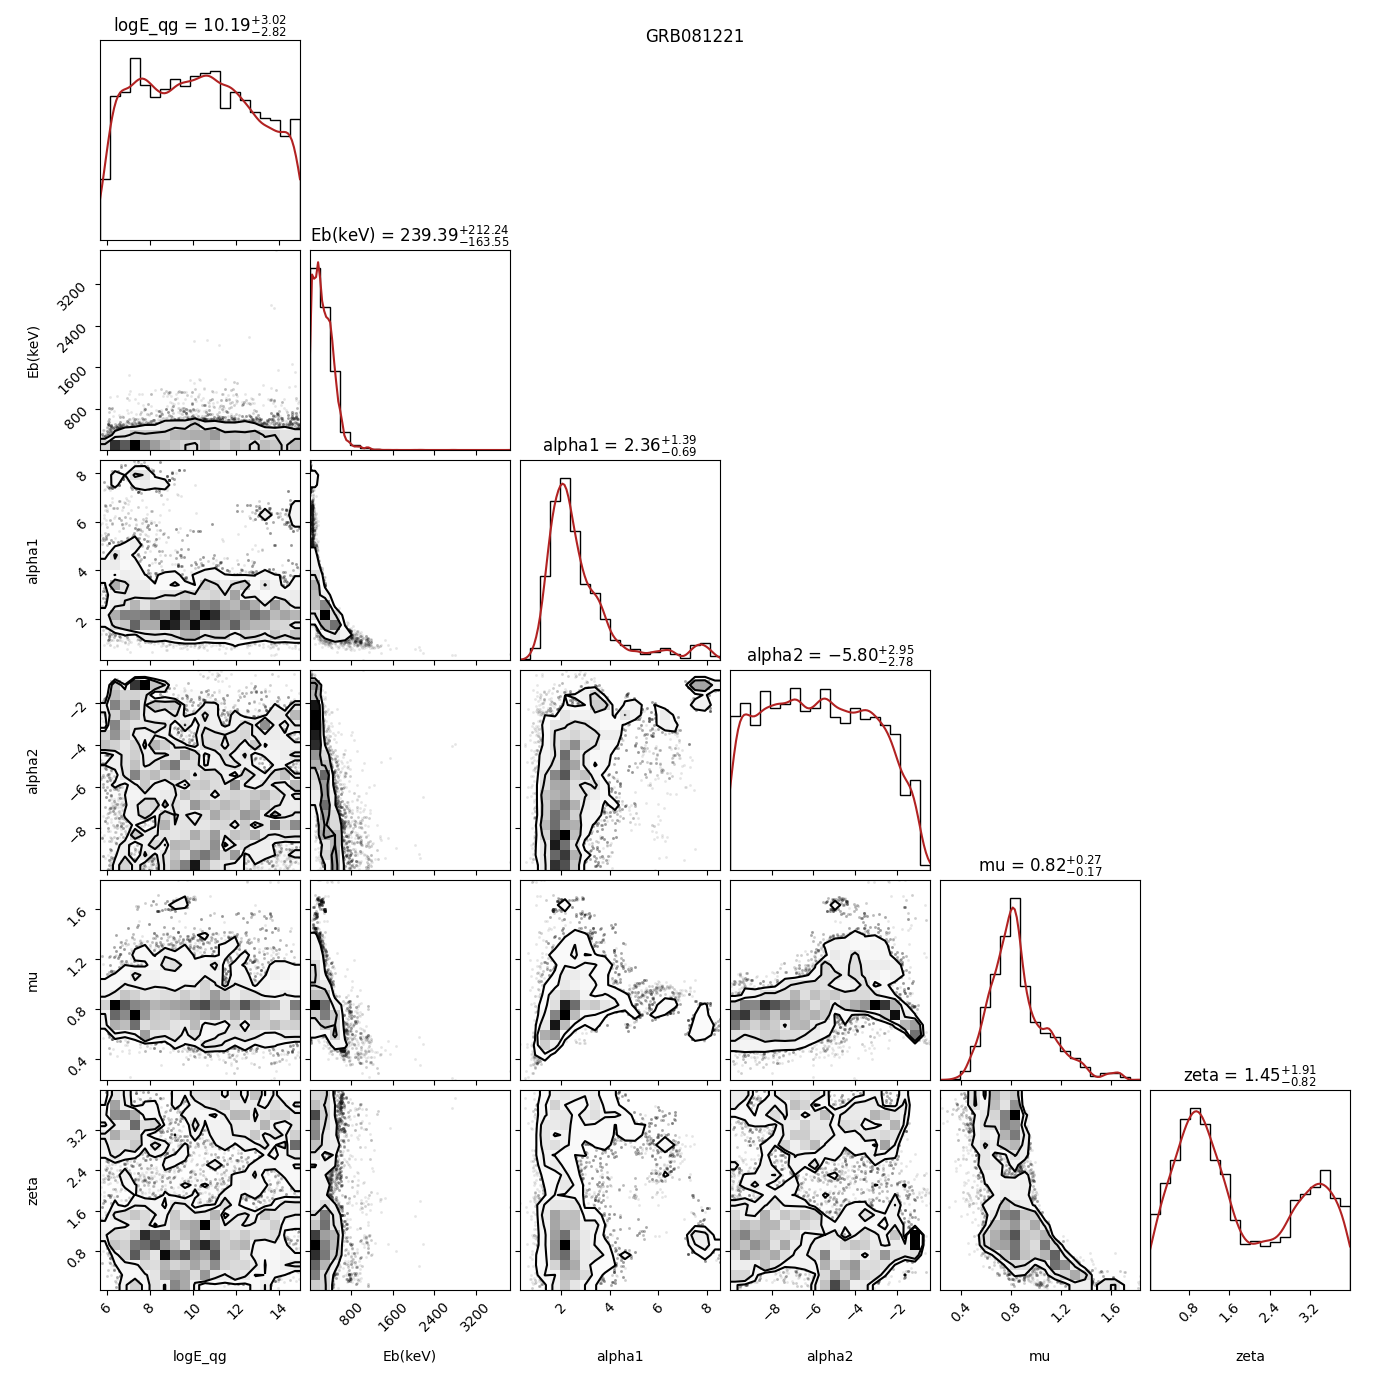 GRB081221
logE_qg = 10.19+3.02−2.82
Eb(keV) = 239.39+212.24−163.55
3200
2400
1600
800
Eb(keV)
alpha1 = 2.36+1.39−0.69
8
6
4
2
alpha1
alpha2 = −5.80+2.95−2.78
−2
−4
−6
−8
alpha2
mu = 0.82+0.27−0.17
1.6
1.2
0.8
0.4
mu
zeta = 1.45+1.91−0.82
3.2
2.4
1.6
0.8
zeta
6 8 10 12 14
800 1600 2400 3200
2 4 6 8
−8 −6 −4 −2
0.4 0.8 1.2 1.6
0.8 1.6 2.4 3.2
logE_qg
Eb(keV)
alpha1
alpha2
mu
zeta